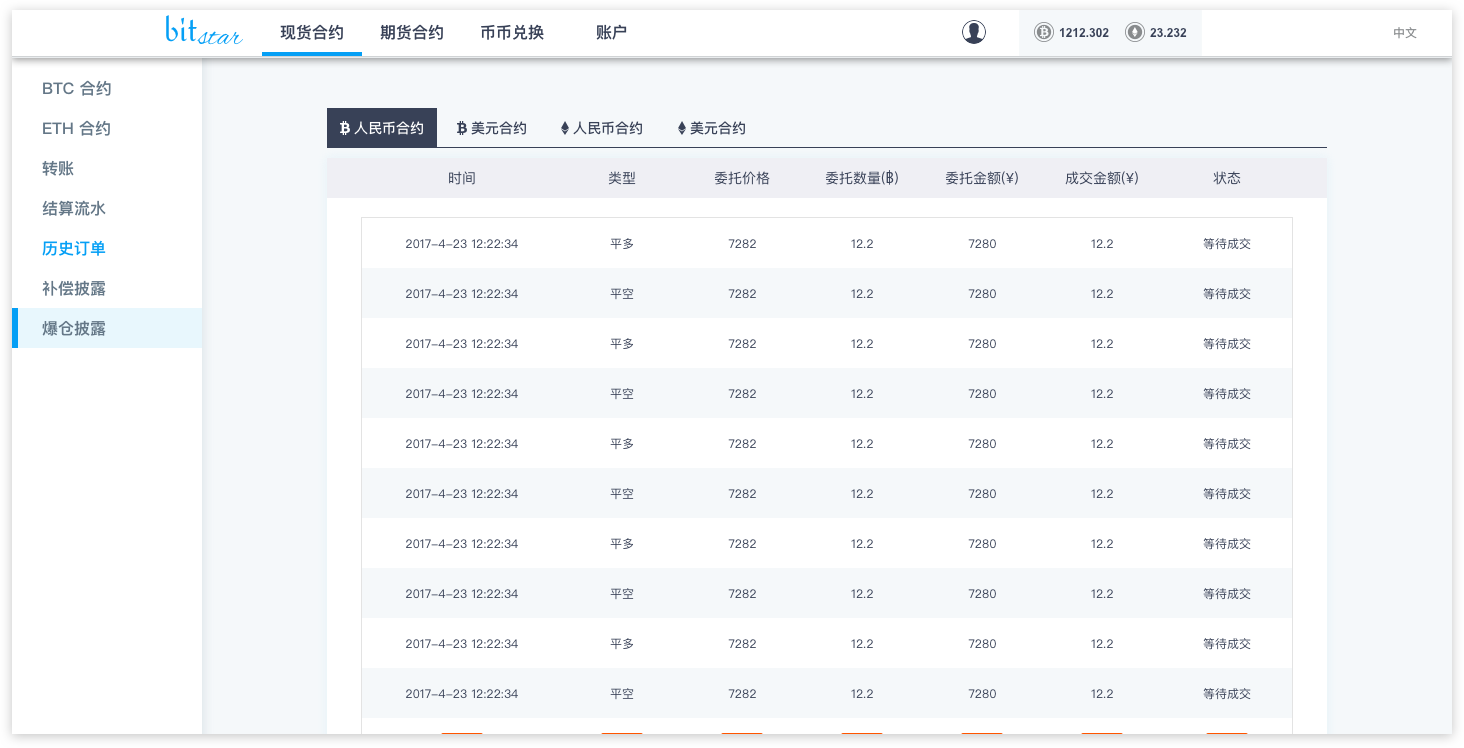 bitstar 现货合约 期货合约 币币兑换 账户 1212.302 23.232 中文
BTC 合约
ETH 合约
转账
结算流水
历史订单
补偿披露
爆仓披露
人民币合约 美元合约 人民币合约 美元合约
时间 类型 委托价格 委托数量(฿) 委托金额(¥) 成交金额(¥) 状态
2017-4-23 12:22:34 平多 7282 12.2 7280 12.2 等待成交
2017-4-23 12:22:34 平空 7282 12.2 7280 12.2 等待成交
2017-4-23 12:22:34 平多 7282 12.2 7280 12.2 等待成交
2017-4-23 12:22:34 平空 7282 12.2 7280 12.2 等待成交
2017-4-23 12:22:34 平多 7282 12.2 7280 12.2 等待成交
2017-4-23 12:22:34 平空 7282 12.2 7280 12.2 等待成交
2017-4-23 12:22:34 平多 7282 12.2 7280 12.2 等待成交
2017-4-23 12:22:34 平空 7282 12.2 7280 12.2 等待成交
2017-4-23 12:22:34 平多 7282 12.2 7280 12.2 等待成交
2017-4-23 12:22:34 平空 7282 12.2 7280 12.2 等待成交